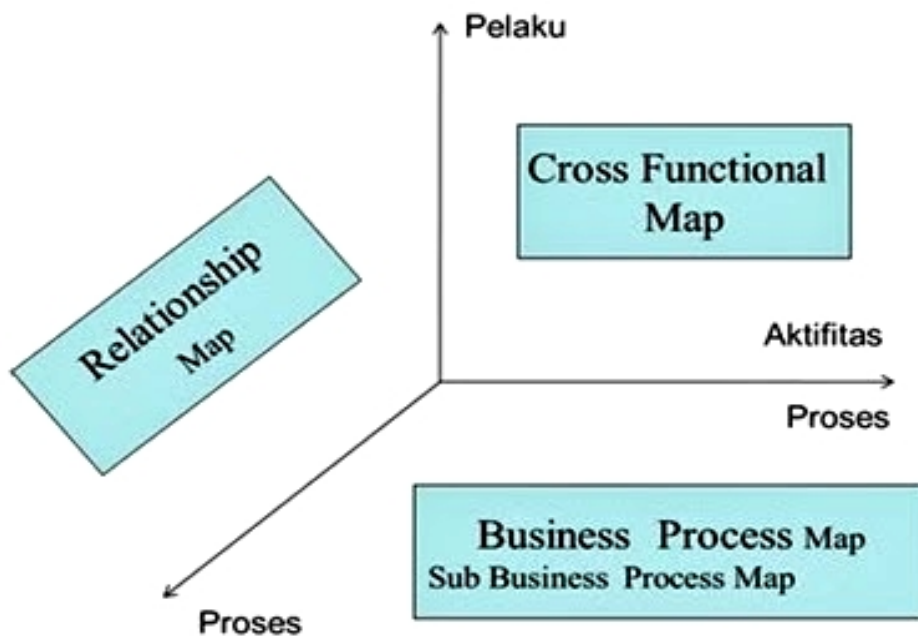 Pelaku
Cross Functional
Map
Relationship
Map
Aktifitas
Proses
Business Process Map
Sub Business Process Map
Proses